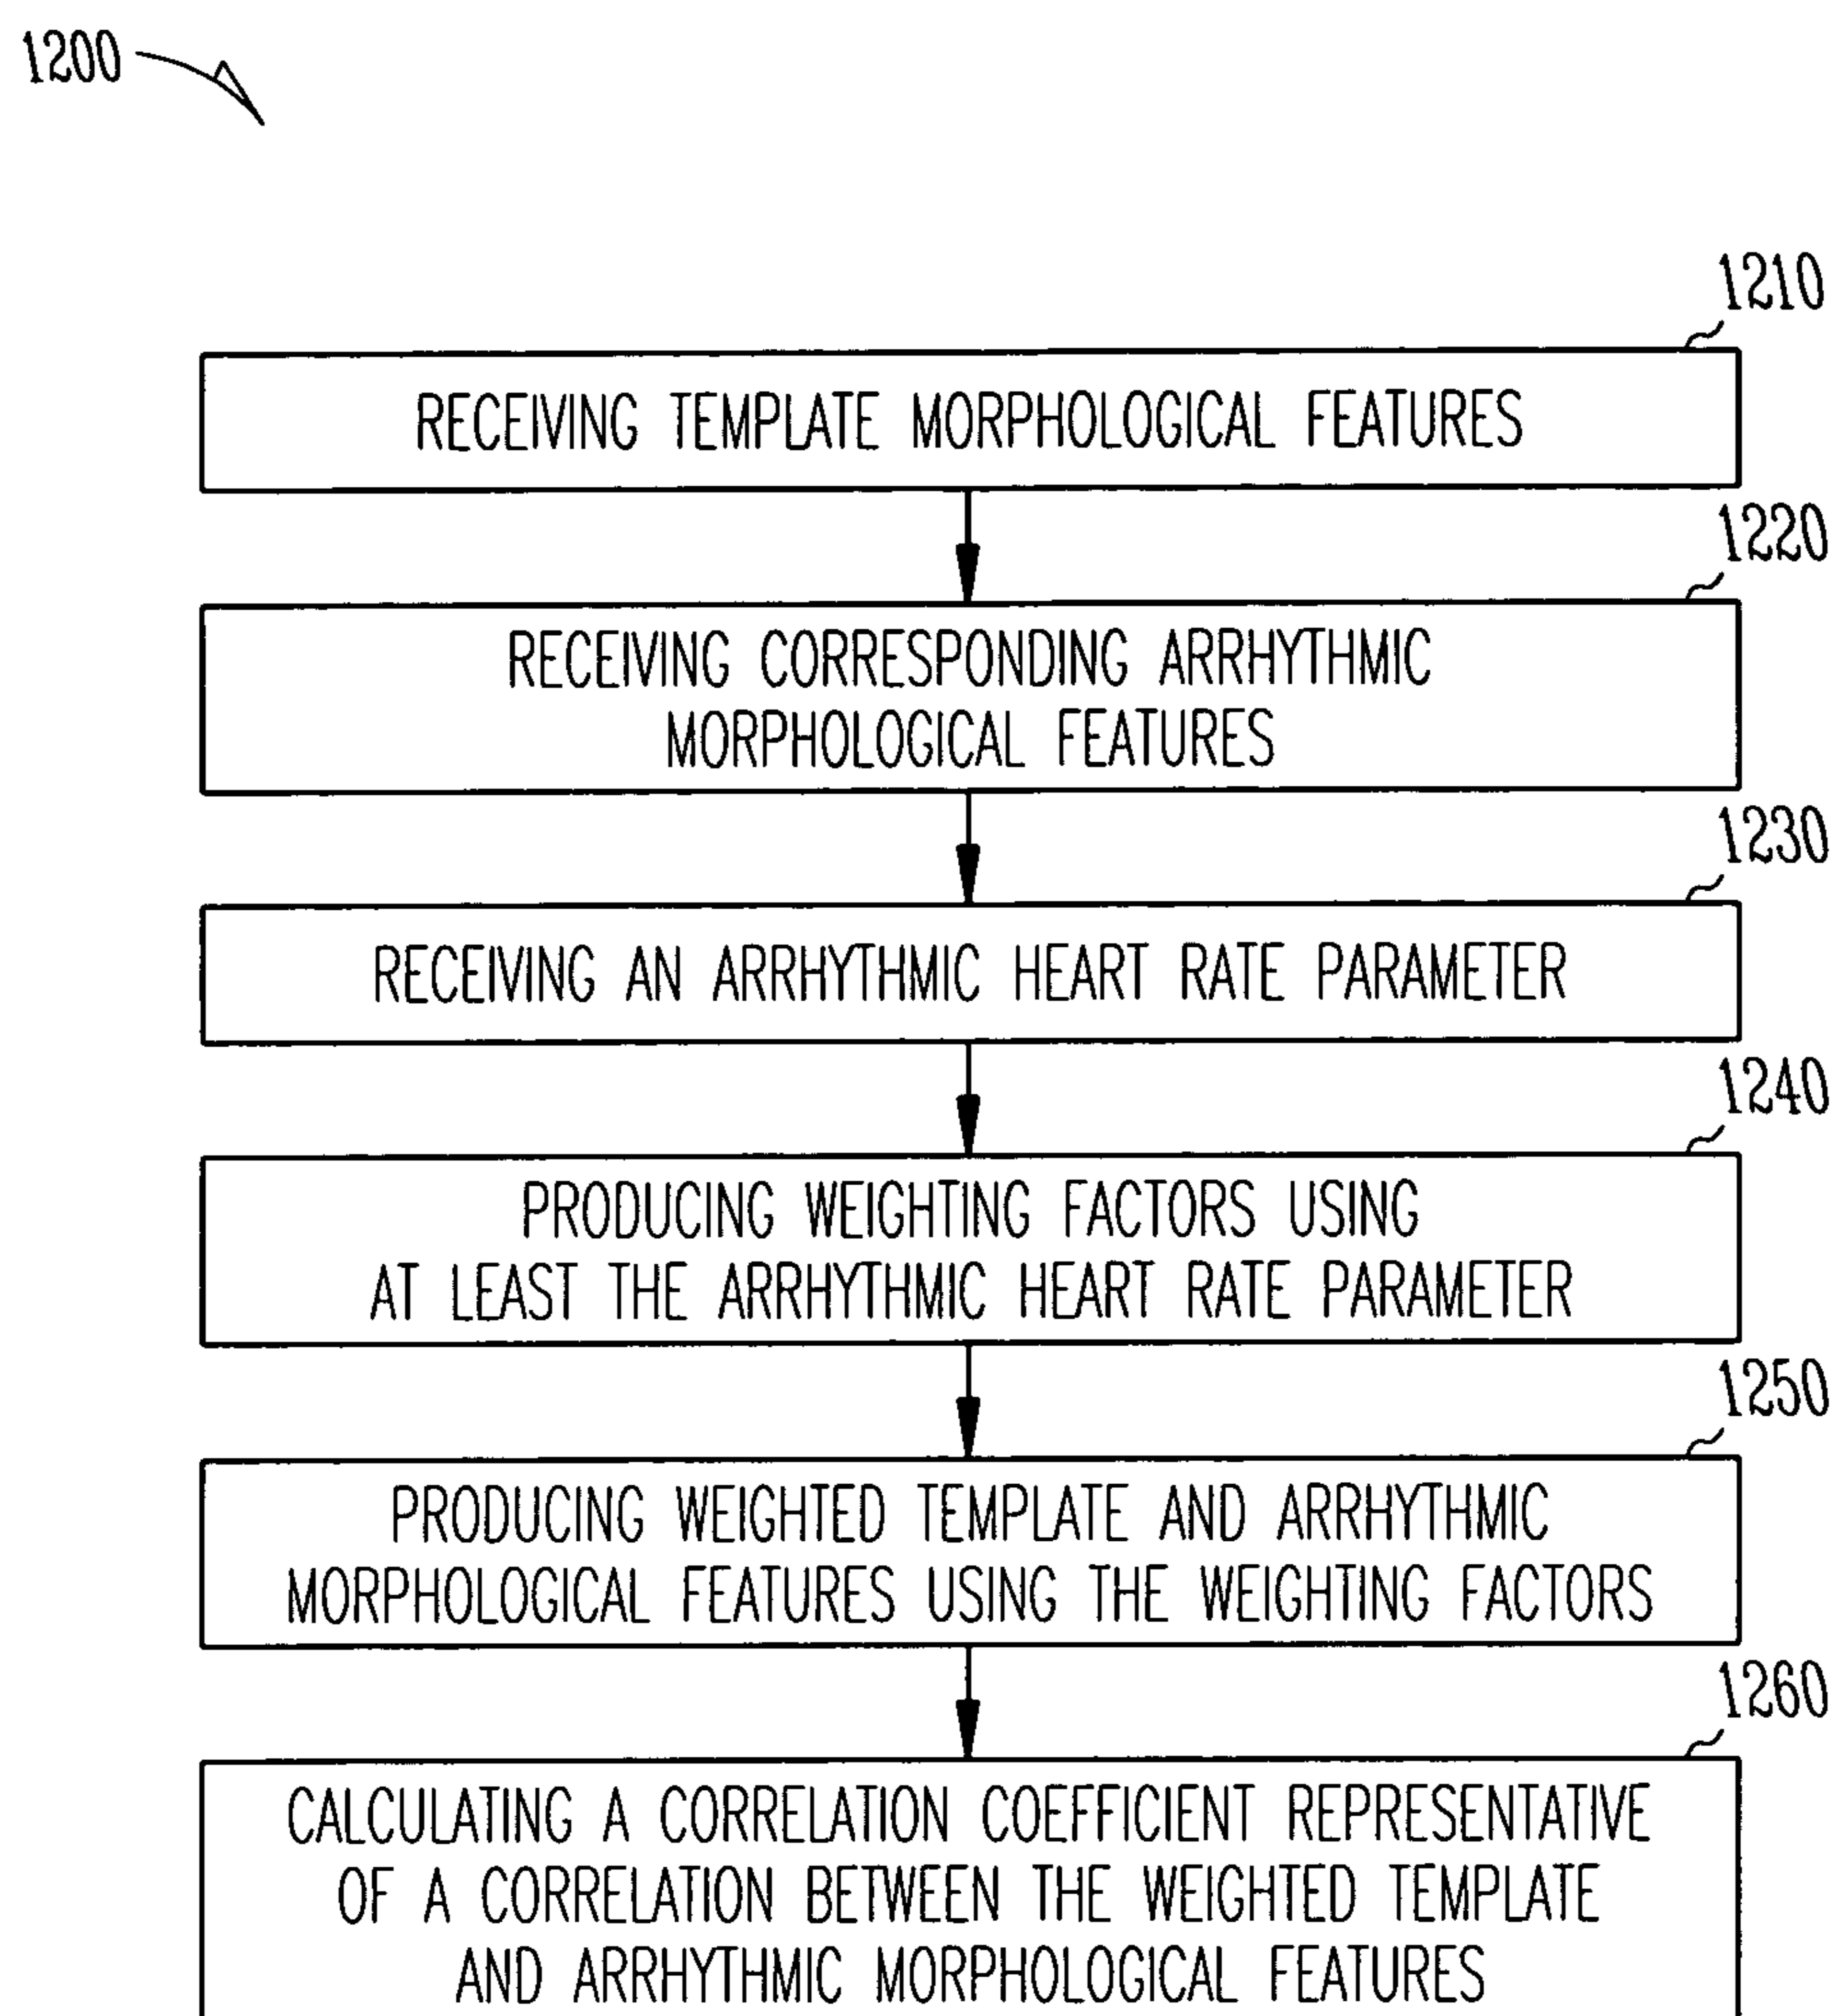 1200
1210
RECEIVING TEMPLATE MORPHOLOGICAL FEATURES
1220
RECEIVING CORRESPONDING ARRHYTHMIC
MORPHOLOGICAL FEATURES
1230
RECEIVING AN ARRHYTHMIC HEART RATE PARAMETER
1240
PRODUCING WEIGHTING FACTORS USING
AT LEAST THE ARRHYTHMIC HEART RATE PARAMETER
1250
PRODUCING WEIGHTED TEMPLATE AND ARRHYTHMIC
MORPHOLOGICAL FEATURES USING THE WEIGHTING FACTORS
1260
CALCULATING A CORRELATION COEFFICIENT REPRESENTATIVE
OF A CORRELATION BETWEEN THE WEIGHTED TEMPLATE
AND ARRHYTHMIC MORPHOLOGICAL FEATURES